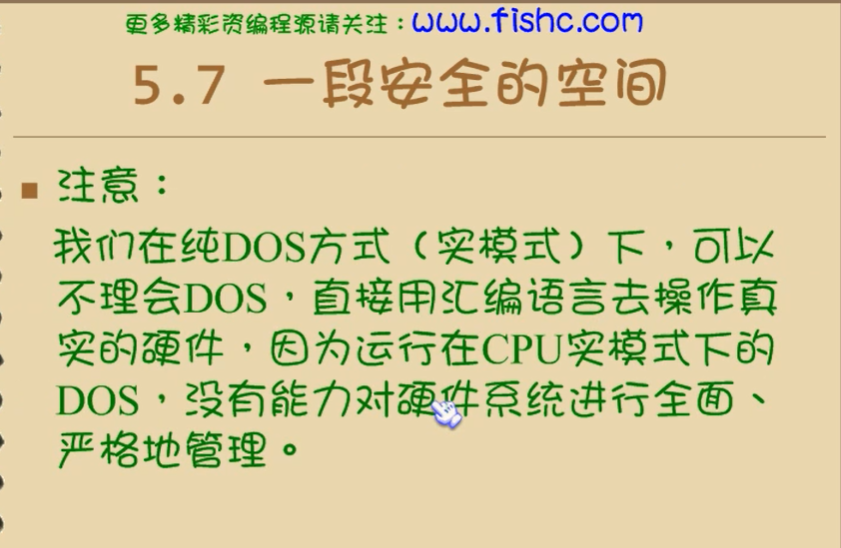 更多精彩资编程源请关注：www.fishc.com
5.7 一段安全的空间
■ 注意：
我们在纯DOS方式（实模式）下，可以
不理会DOS，直接用汇编语言去操作真
实的硬件，因为运行在CPU实模式下的
DOS，没有能力对硬件系统进行全面、
严格地管理。